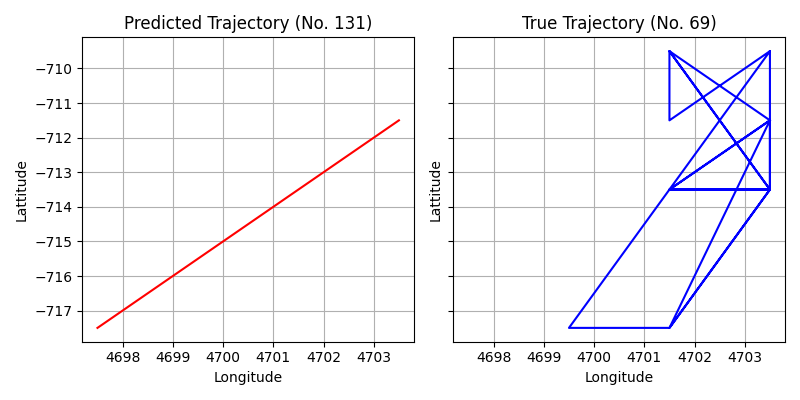 Predicted Trajectory (No. 131)
True Trajectory (No. 69)
−710
−711
−712
−713
−714
−715
−716
−717
Lattitude
Lattitude
4698 4699 4700 4701 4702 4703
4698 4699 4700 4701 4702 4703
Longitude
Longitude